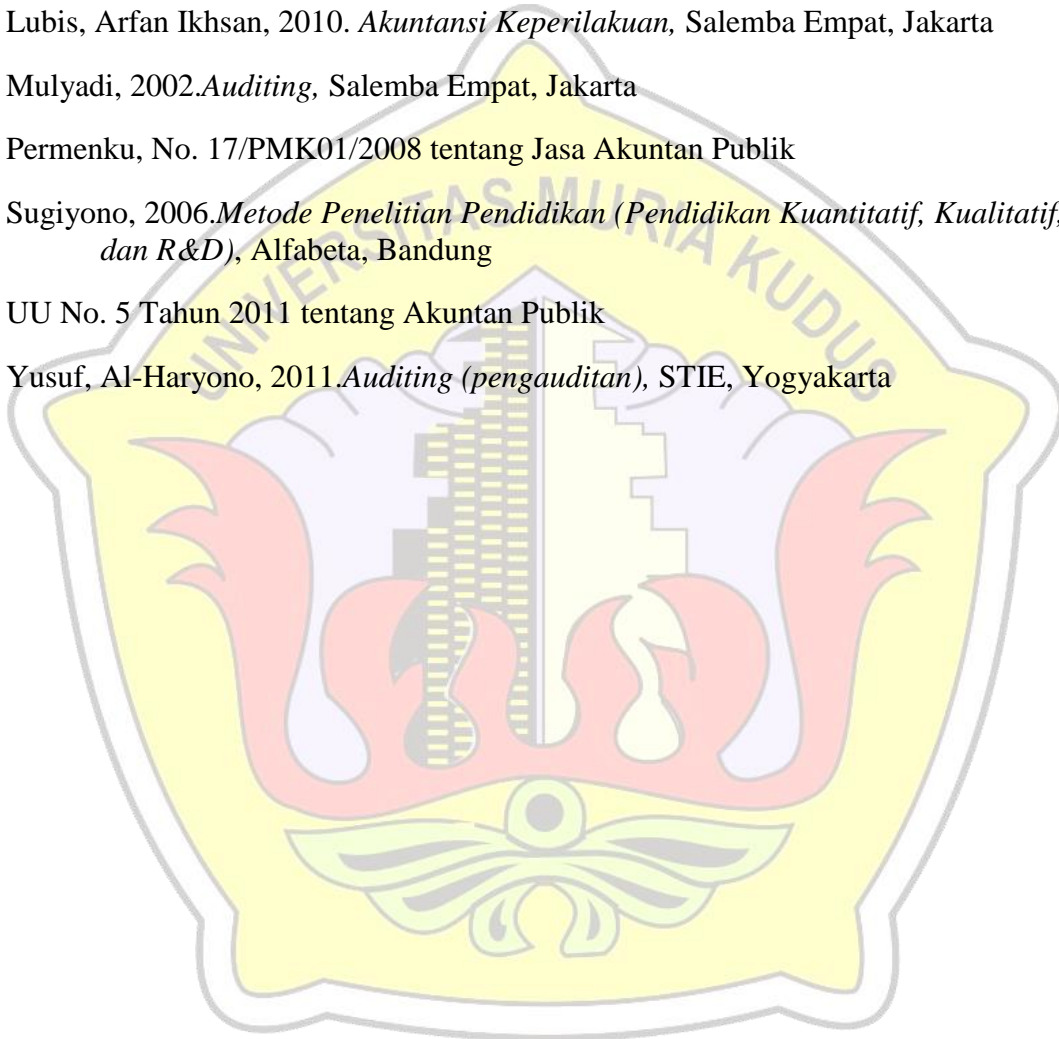 Lubis, Arfan Ikhsan, 2010. Akuntansi Keperilakuan, Salemba Empat, Jakarta
Mulyadi, 2002.Auditing, Salemba Empat, Jakarta
Permenku, No. 17/PMK01/2008 tentang Jasa Akuntan Publik
Sugiyono, 2006.Metode Penelitian Pendidikan (Pendidikan Kuantitatif, Kualitatif,
dan R&D), Alfabeta, Bandung
UU No. 5 Tahun 2011 tentang Akuntan Publik
Yusuf, Al-Haryono, 2011.Auditing (pengauditan), STIE, Yogyakarta
UNIVERSITAS MURIA KUDUS